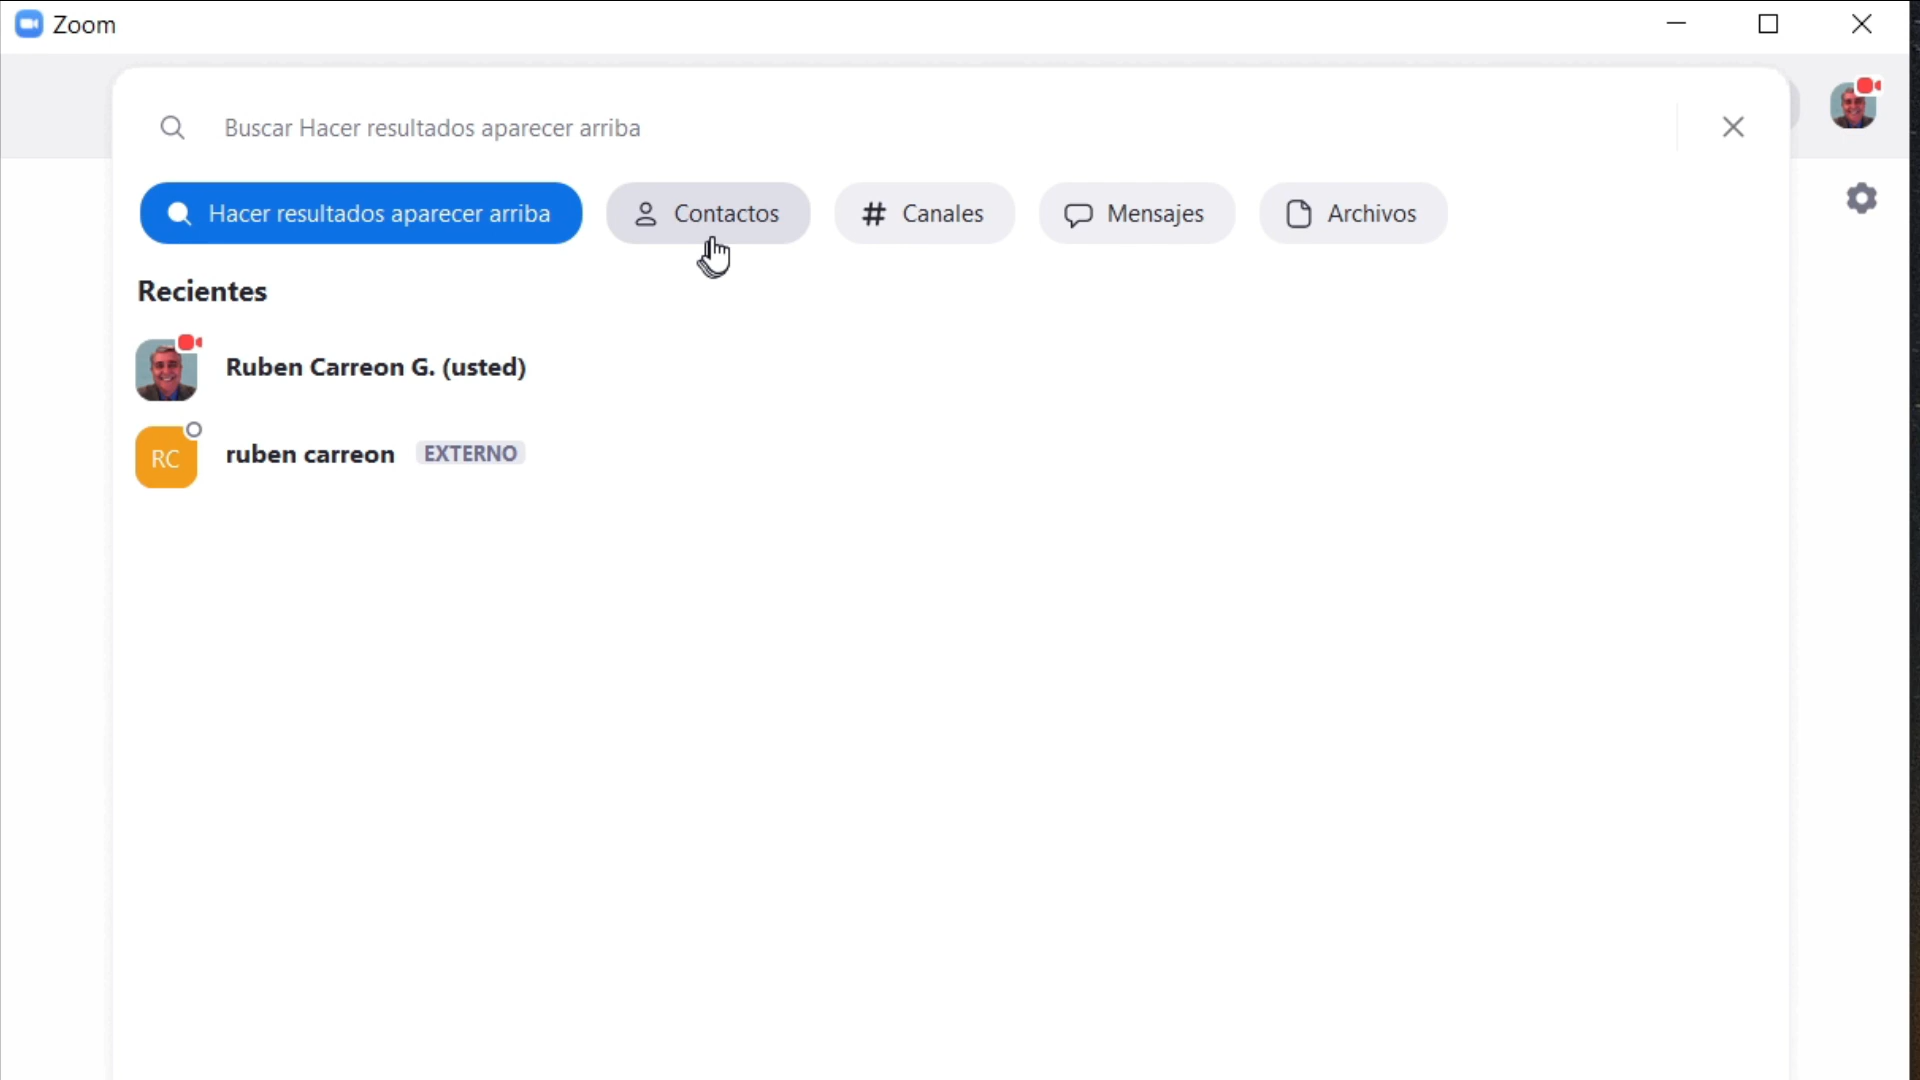 Zoom
Buscar Hacer resultados aparecer arriba
Hacer resultados aparecer arriba
Contactos
# Canales
Mensajes
Archivos
Recientes
Ruben Carreon G. (usted)
RC
ruben carreon EXTERNO